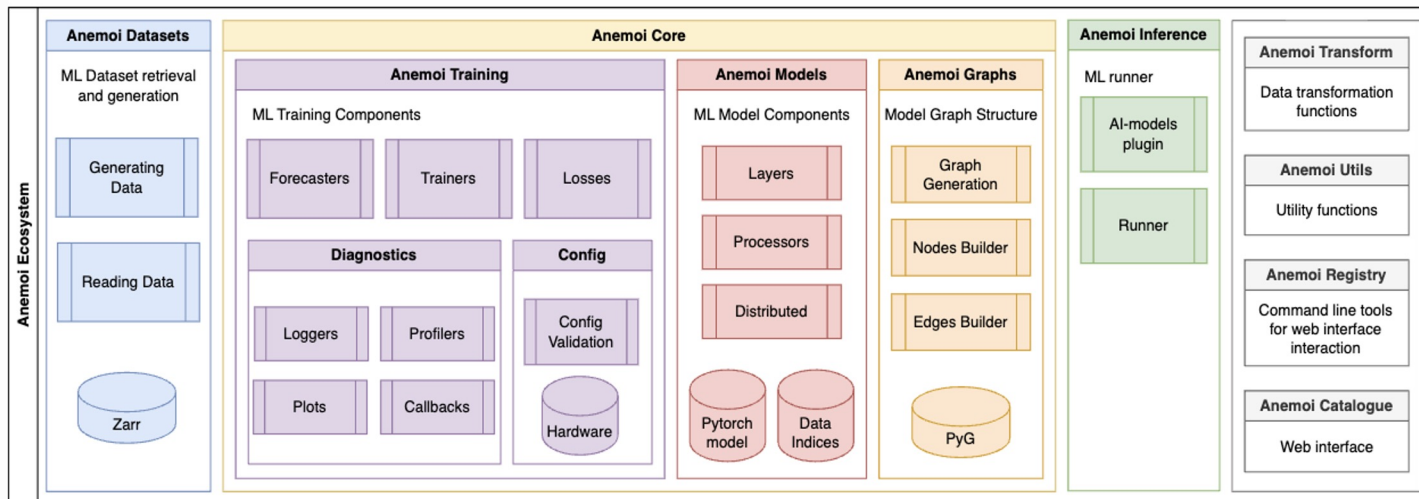 Anemoi Ecosystem
Anemoi Datasets
ML Dataset retrieval
and generation
Generating
Data
Reading Data
Zarr
Anemoi Core
Anemoi Training
ML Training Components
Forecasters
Trainers
Losses
Diagnostics
Loggers
Profilers
Plots
Callbacks
Config
Config
Validation
Hardware
Anemoi Models
ML Model Components
Layers
Processors
Distributed
Pytorch
model
Data
Indices
Anemoi Graphs
Model Graph Structure
Graph
Generation
Nodes Builder
Edges Builder
PyG
Anemoi Inference
ML runner
AI-models
plugin
Runner
Anemoi Transform
Data transformation
functions
Anemoi Utils
Utility functions
Anemoi Registry
Command line tools
for web interface
interaction
Anemoi Catalogue
Web interface